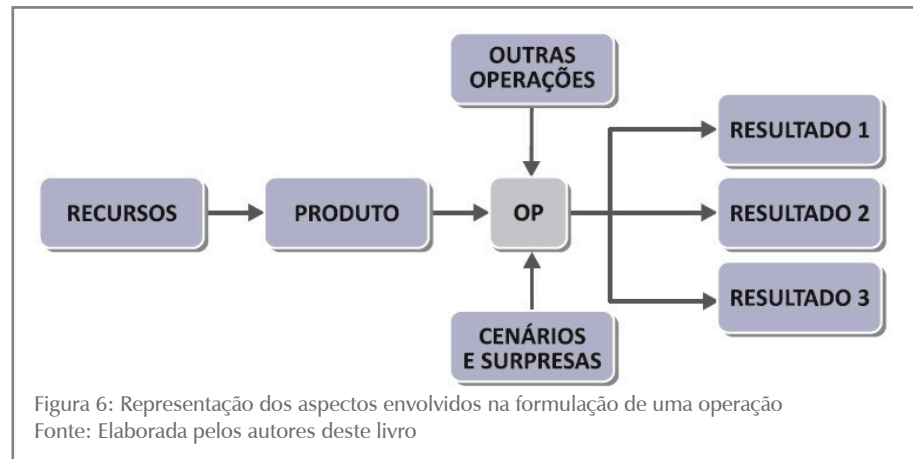 OUTRAS
OPERAÇÕES
RECURSOS
PRODUTO
OP
CENÁRIOS
E SURPRESAS
RESULTADO 1
RESULTADO 2
RESULTADO 3
Figura 6: Representação dos aspectos envolvidos na formulação de uma operação
Fonte: Elaborada pelos autores deste livro